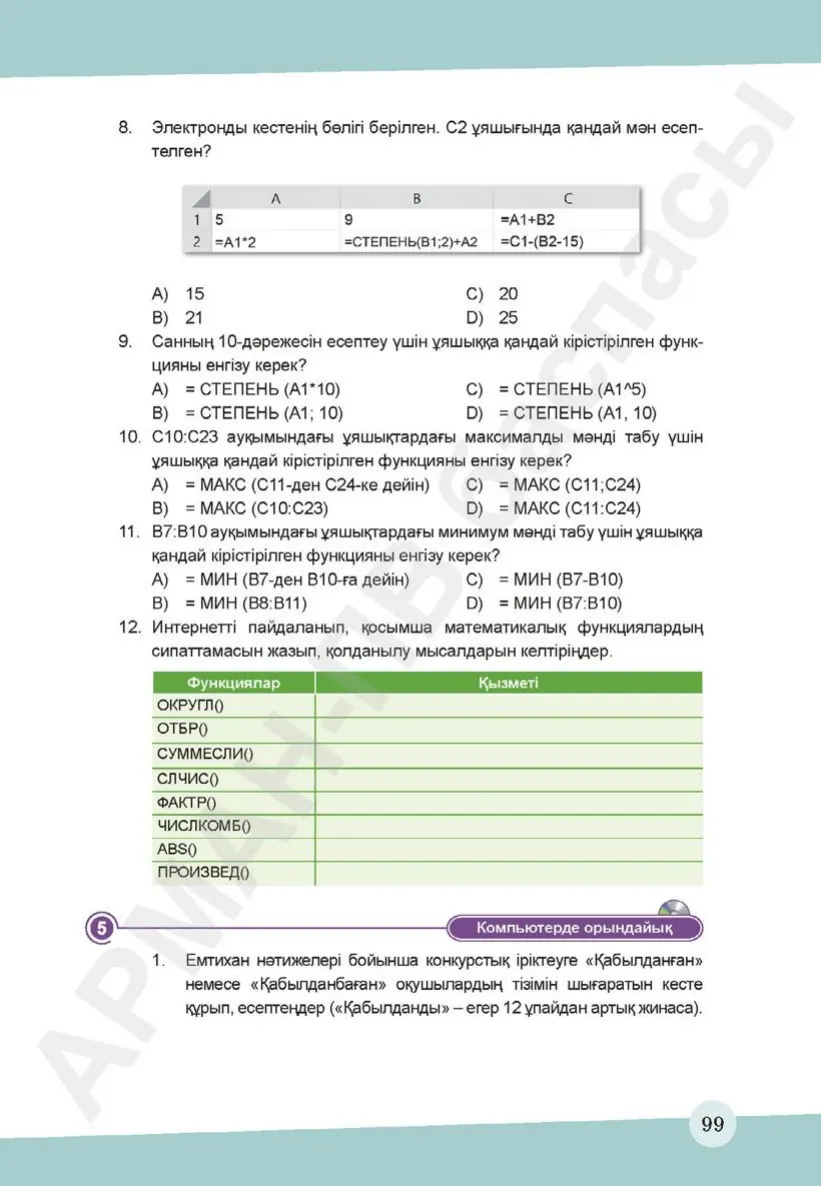 8. Электронды кестенің бөлігі берілген. С2 ұяшығында қандай мән есеп-
телген?
A B C
1 5 9 =A1+B2
2 =A1*2 =СТЕПЕНЬ(B1;2)+A2 =C1-(B2-15)
A) 15 C) 20
B) 21 D) 25
9. Санның 10-дәрежесін есептеу үшін ұяшыққа қандай кірістірілген функ-
цияны енгізу керек?
A) = СТЕПЕНЬ (A1*10) C) = СТЕПЕНЬ (A1^5)
B) = СТЕПЕНЬ (A1; 10) D) = СТЕПЕНЬ (A1, 10)
10. C10:C23 ауқымындағы ұяшықтардағы максималды мәнді табу үшін
ұяшыққа қандай кірістірілген функцияны енгізу керек?
A) = МАКС (C11-ден C24-ке дейін) C) = МАКС (C11;C24)
B) = МАКС (C10:C23) D) = МАКС (C11:C24)
11. B7:B10 ауқымындағы ұяшықтардағы минимум мәнді табу үшін ұяшыққа
қандай кірістірілген функцияны енгізу керек?
A) = МИН (B7-ден B10-ға дейін) C) = МИН (B7-B10)
B) = МИН (B8:B11) D) = МИН (B7:B10)
12. Интернетті пайдаланып, қосымша математикалық функциялардың
сипаттамасын жазып, қолданылу мысалдарын келтіріңдер.
Функциялар Қызметі
ОКРУГЛ()
ОТБР()
СУММЕСЛИ()
СЛЧИС()
ФАКТР()
ЧИСЛКОМБ()
ABS()
ПРОИЗВЕД()
5 Компьютерде орындайық
1. Емтихан нәтижелері бойынша конкурстық іріктеуге «Қабылданған»
немесе «Қабылданбаған» оқушылардың тізімін шығаратын кесте
құрып, есептеңдер («Қабылданды» – егер 12 ұпайдан артық жинаса).
99
АРМАН-ПВ баспасы